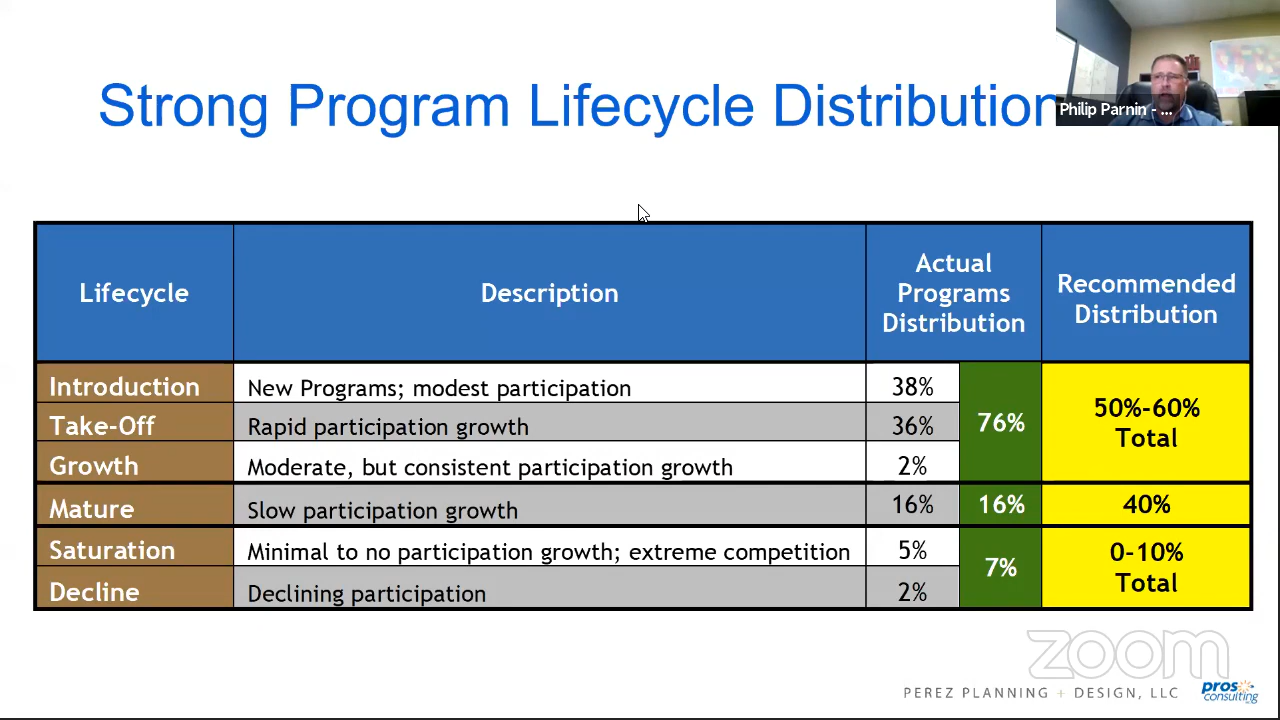 Philip Parnin - ...
Strong Program Lifecycle Distribution
Lifecycle
Description
Actual
Programs
Distribution
Recommended
Distribution
Introduction
New Programs; modest participation
38%
Take-Off
Rapid participation growth
36%
Growth
Moderate, but consistent participation growth
2%
76%
50%-60%
Total
Mature
Slow participation growth
16%
16%
40%
Saturation
Minimal to no participation growth; extreme competition
5%
Decline
Declining participation
2%
7%
0-10%
Total
zoom
PEREZ PLANNING + DESIGN, LLC
pros
consulting